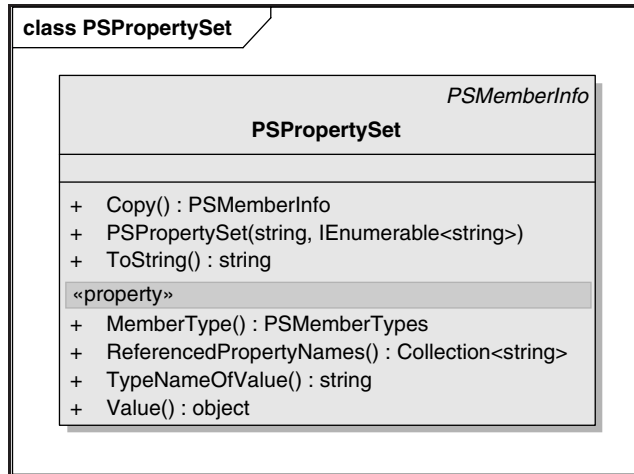 class PSPropertySet
PSMemberInfo
PSPropertySet
+ Copy() : PSMemberInfo
+ PSPropertySet(string, IEnumerable<string>)
+ ToString() : string
«property»
+ MemberType() : PSMemberTypes
+ ReferencedPropertyNames() : Collection<string>
+ TypeNameOfValue() : string
+ Value() : object